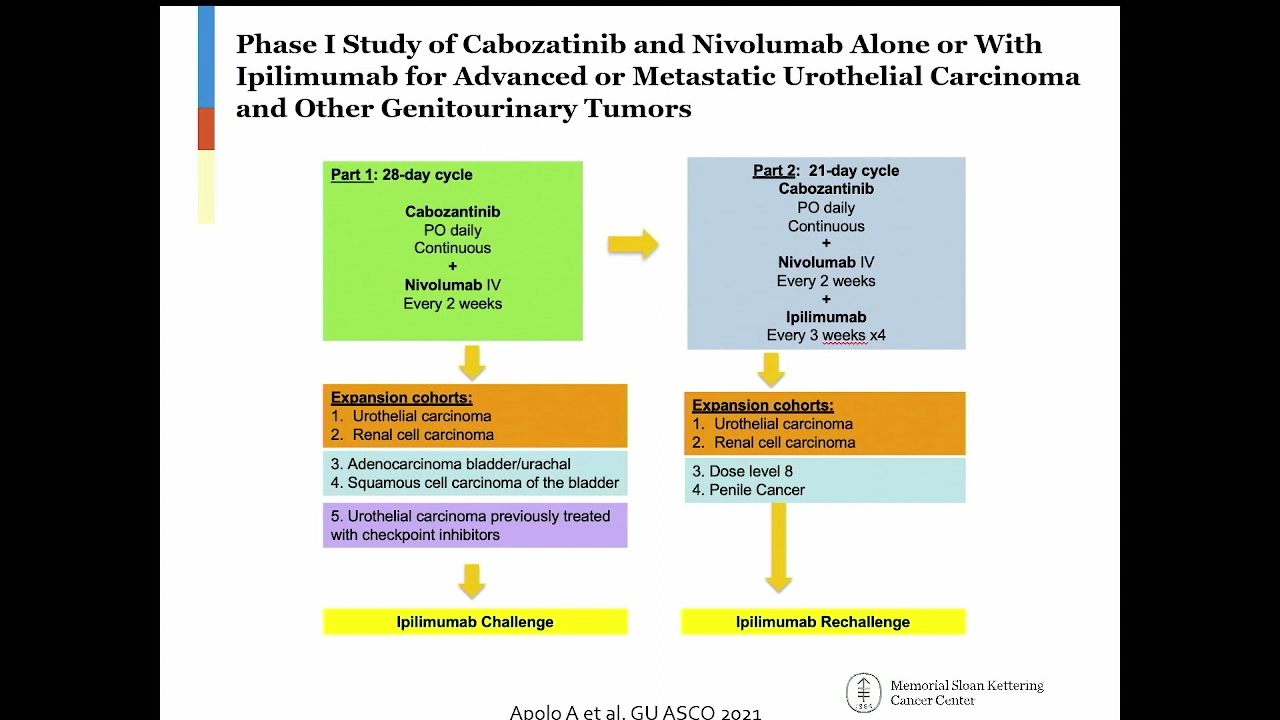 Phase I Study of Cabozatinib and Nivolumab Alone or With
Ipilimumab for Advanced or Metastatic Urothelial Carcinoma
and Other Genitourinary Tumors
Part 1: 28-day cycle
Cabozantinib
PO daily
Continuous
+
Nivolumab IV
Every 2 weeks
Part 2: 21-day cycle
Cabozantinib
PO daily
Continuous
+
Nivolumab IV
Every 2 weeks
+
Ipilimumab
Every 3 weeks x4
Expansion cohorts:
1. Urothelial carcinoma
2. Renal cell carcinoma
3. Adenocarcinoma bladder/urachal
4. Squamous cell carcinoma of the bladder
5. Urothelial carcinoma previously treated
with checkpoint inhibitors
Ipilimumab Challenge
Expansion cohorts:
1. Urothelial carcinoma
2. Renal cell carcinoma
3. Dose level 8
4. Penile Cancer
Ipilimumab Rechallenge
1884
Memorial Sloan Kettering
Cancer Center
Apolo A et al. GU ASCO 2021